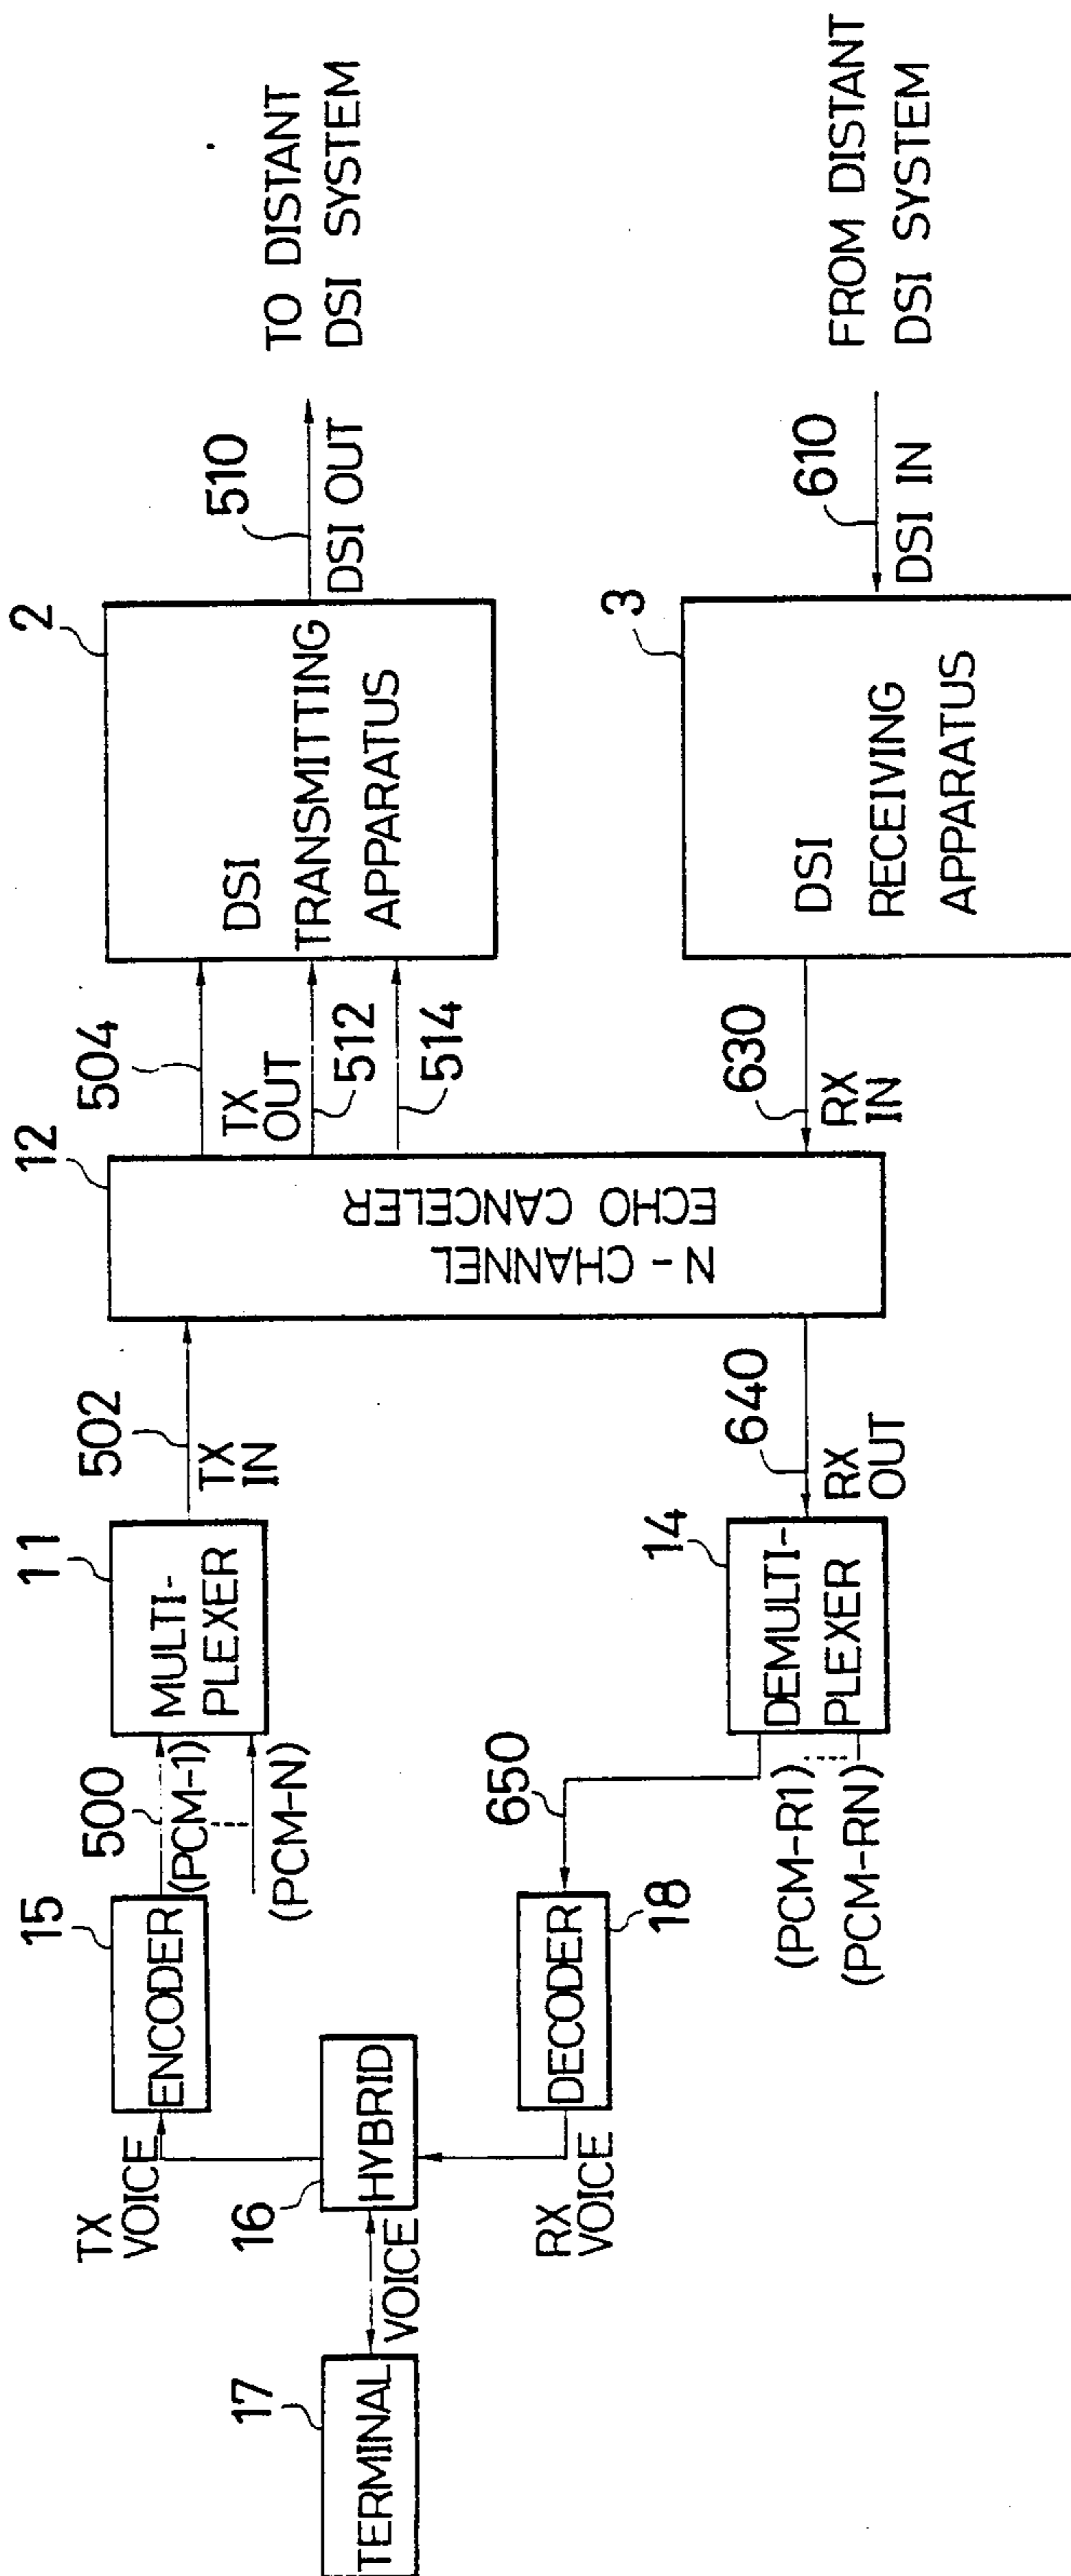 17
TERMINAL
VOICE
16
HYBRID
TX
VOICE
15
ENCODER
500
(PCM-1)
(PCM-N)
11
MULTI-
PLEXER
502
TX
IN
12
N-CHANNEL
ECHO CANCELER
504
TX
OUT
512
514
2
DSI
TRANSMITTING
APPARATUS
510
DSI OUT
TO DISTANT
DSI SYSTEM
RX
VOICE
DECODER
18
650
(PCM-R1)
(PCM-RN)
14
DEMULTI-
PLEXER
640
RX
OUT
630
RX
IN
3
DSI
RECEIVING
APPARATUS
610
DSI IN
FROM DISTANT
DSI SYSTEM